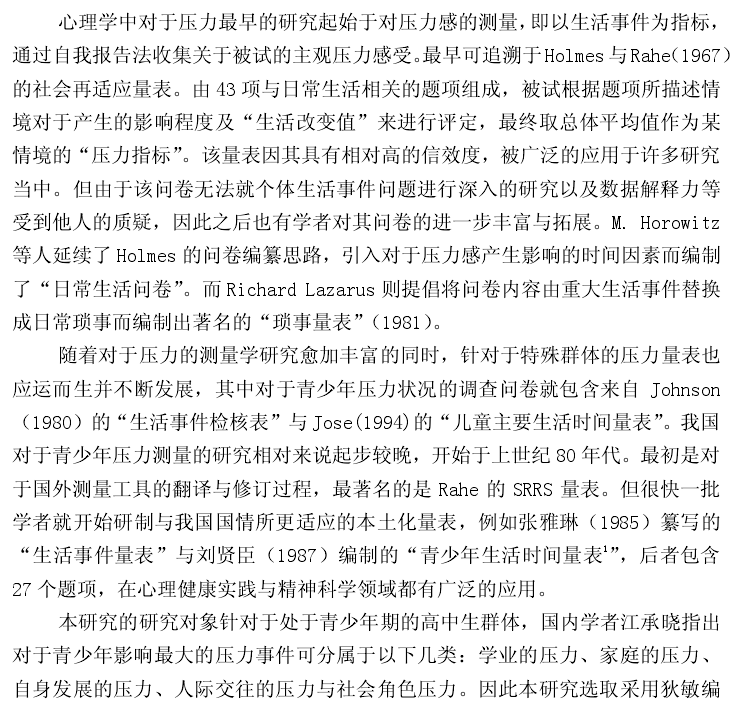 心理学中对于压力最早的研究起始于对压力感的测量，即以生活事件为指标，
通过自我报告法收集关于被试的主观压力感受。最早可追溯于Holmes与Rahe(1967)
的社会再适应量表。由 43 项与日常生活相关的题项组成，被试根据题项所描述情
境对于产生的影响程度及“生活改变值”来进行评定，最终取总体平均值作为某
情境的“压力指标”。该量表因其具有相对高的信效度，被广泛的应用于许多研究
当中。但由于该问卷无法就个体生活事件问题进行深入的研究以及数据解释力等
受到他人的质疑，因此之后也有学者对其问卷的进一步丰富与拓展。M. Horowitz
等人延续了 Holmes 的问卷编纂思路，引入对于压力感产生影响的时间因素而编制
了“日常生活问卷”。而 Richard Lazarus 则提倡将问卷内容由重大生活事件替换
成日常琐事而编制出著名的“琐事量表”（1981）。
随着对于压力的测量学研究愈加丰富的同时，针对于特殊群体的压力量表也
应运而生并不断发展，其中对于青少年压力状况的调查问卷就包含来自 Johnson
（1980）的“生活事件检核表”与 Jose(1994)的“儿童主要生活时间量表”。我国
对于青少年压力测量的研究相对来说起步较晚，开始于上世纪 80 年代。最初是对
于国外测量工具的翻译与修订过程，最著名的是 Rahe 的 SRRS 量表。但很快一批
学者就开始研制与我国国情所更适应的本土化量表，例如张雅琳（1985）纂写的
“生活事件量表”与刘贤臣（1987）编制的“青少年生活时间量表¹”，后者包含
27 个题项，在心理健康实践与精神科学领域都有广泛的应用。
本研究的研究对象针对于处于青少年期的高中生群体，国内学者江承晓指出
对于青少年影响最大的压力事件可分属于以下几类：学业的压力、家庭的压力、
自身发展的压力、人际交往的压力与社会角色压力。因此本研究选取采用狄敏编